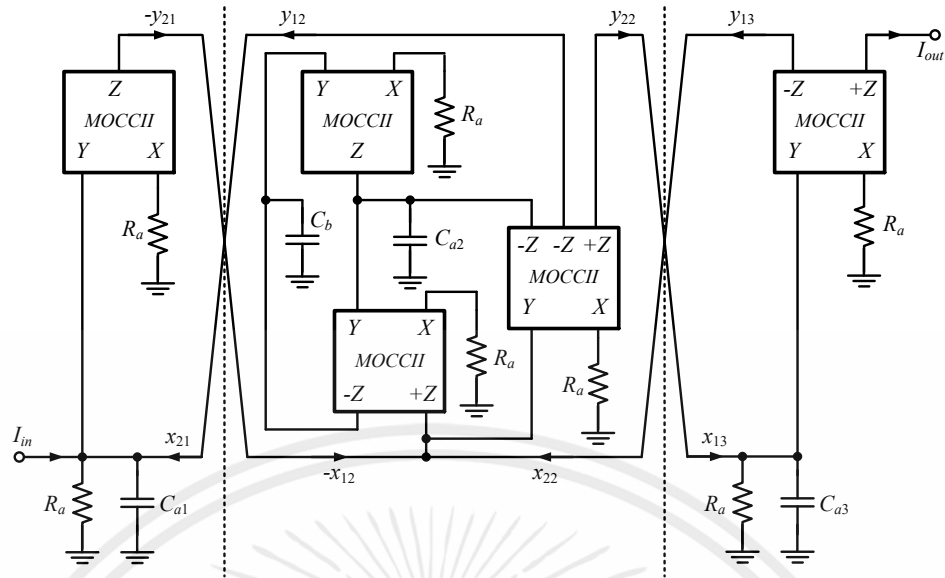 -y21 y12 y22 y13
Iout
Z
MOCCII
Y X
Ra
Y X
MOCCII
Z
Ra
Cb
Ca2
-Z -Z +Z
MOCCII
Y X
Ra
Y X
MOCCII
-Z +Z
Ra
-Z +Z
MOCCII
Y X
Ra
Iin
x21
-x12
x22
x13
Ra
Ca1
Ra
Ca3